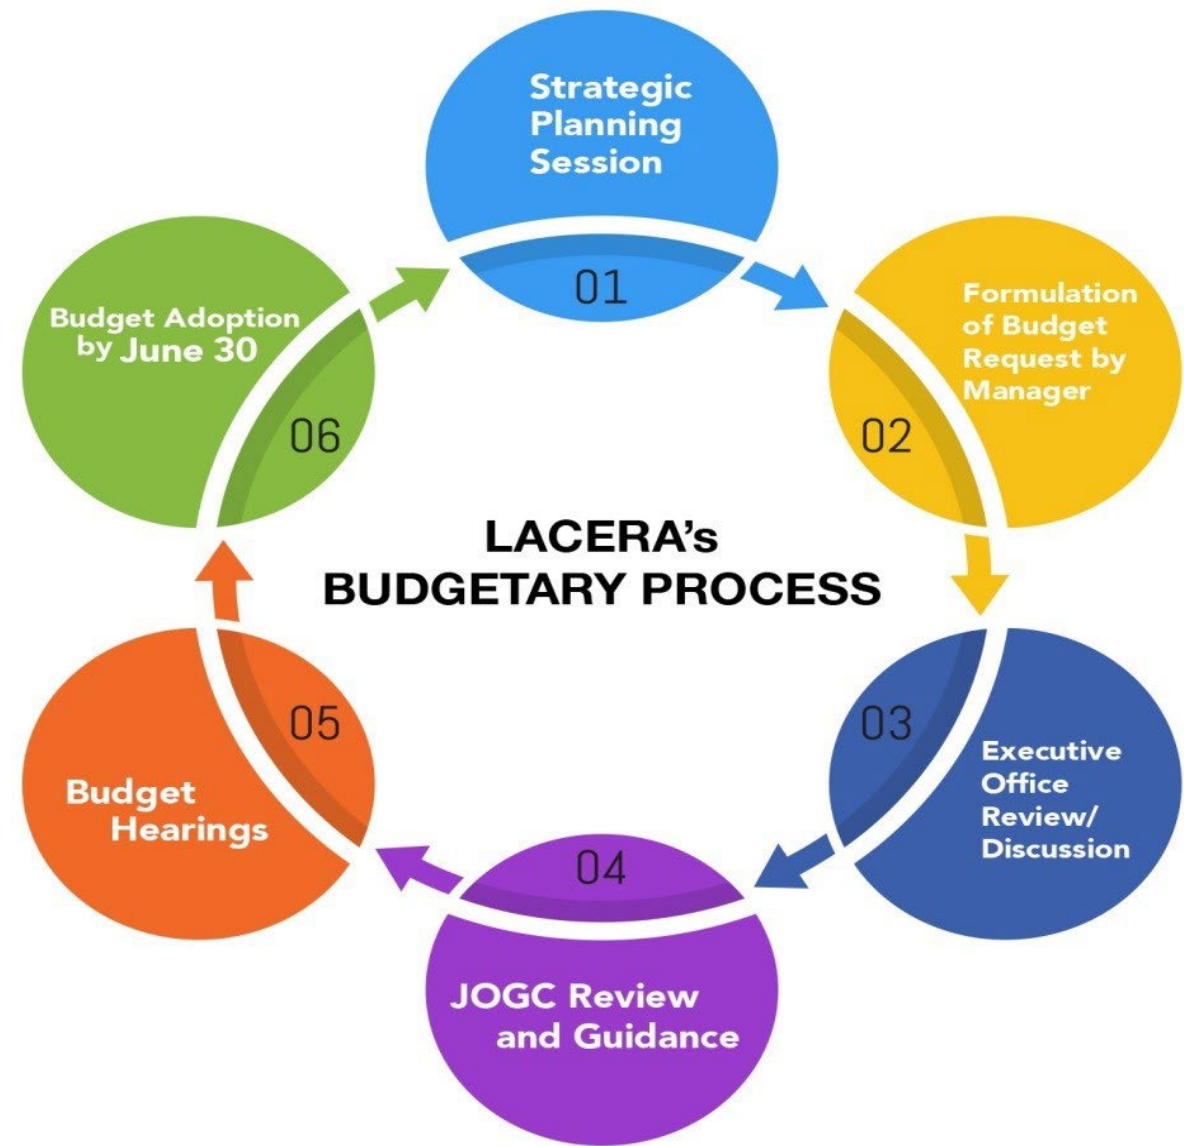 LACERA's
BUDGETARY PROCESS
Strategic
Planning
Session
01
Formulation
of Budget
Request by
Manager
02
03
Executive
Office
Review/
Discussion
04
JOGC Review
and Guidance
05
Budget
Hearings
Budget Adoption
by June 30
06